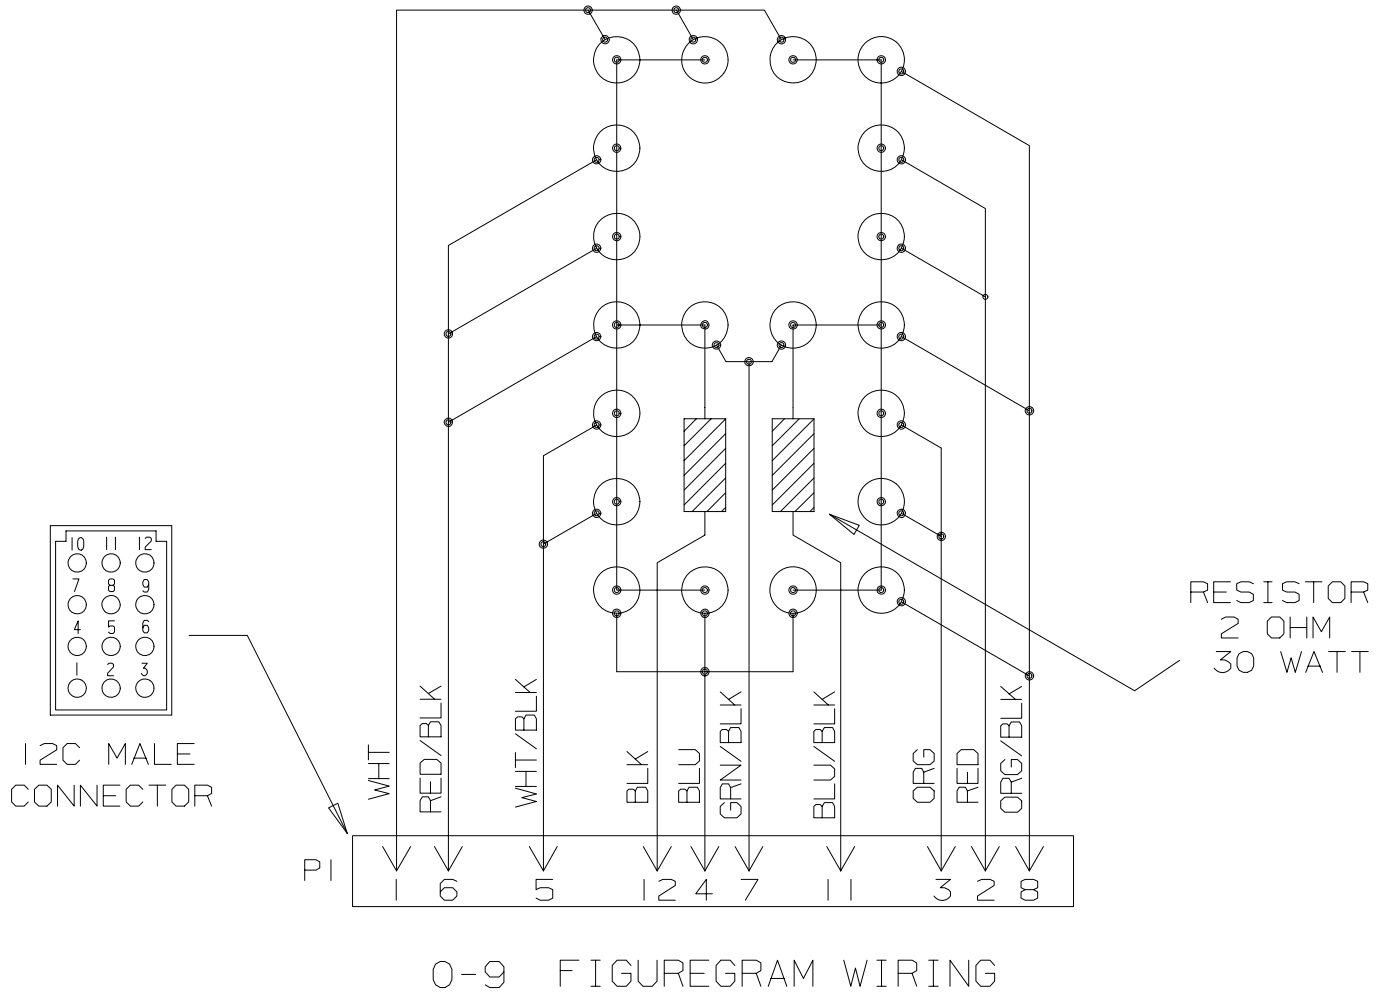 10 11 12
7 8 9
4 5 6
1 2 3
12C MALE
CONNECTOR
RESISTOR
2 OHM
30 WATT
WHT
RED/BLK
WHT/BLK
BLK
BLU
GRN/BLK
BLU/BLK
ORG
RED
ORG/BLK
P1
1 6 5 12 4 7 11 3 2 8
0-9 FIGUREGRAM WIRING